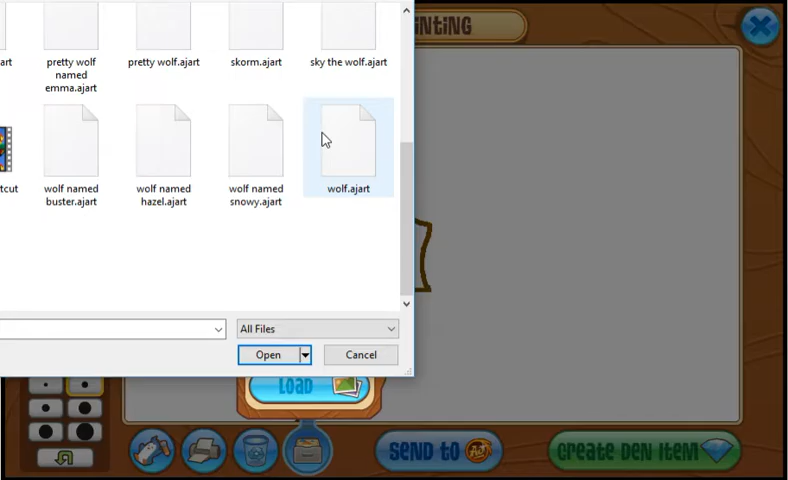 INTING
art
pretty wolf
named
emma.ajart
pretty wolf.ajart
skorm.ajart
sky the wolf.ajart
tcut
wolf named
buster.ajart
wolf named
hazel.ajart
wolf named
snowy.ajart
wolf.ajart
All Files
Open
Cancel
LOAD
SEND TO
CREATE DEN ITEM